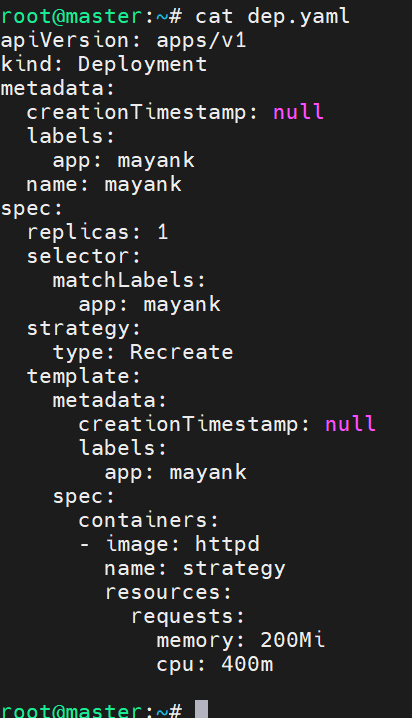 root@master:~# cat dep.yaml
apiVersion: apps/v1
kind: Deployment
metadata:
  creationTimestamp: null
  labels:
    app: mayank
  name: mayank
spec:
  replicas: 1
  selector:
    matchLabels:
      app: mayank
  strategy:
    type: Recreate
  template:
    metadata:
      creationTimestamp: null
      labels:
        app: mayank
    spec:
      containers:
      - image: httpd
        name: strategy
        resources:
          requests:
            memory: 200Mi
            cpu: 400m
root@master:~#